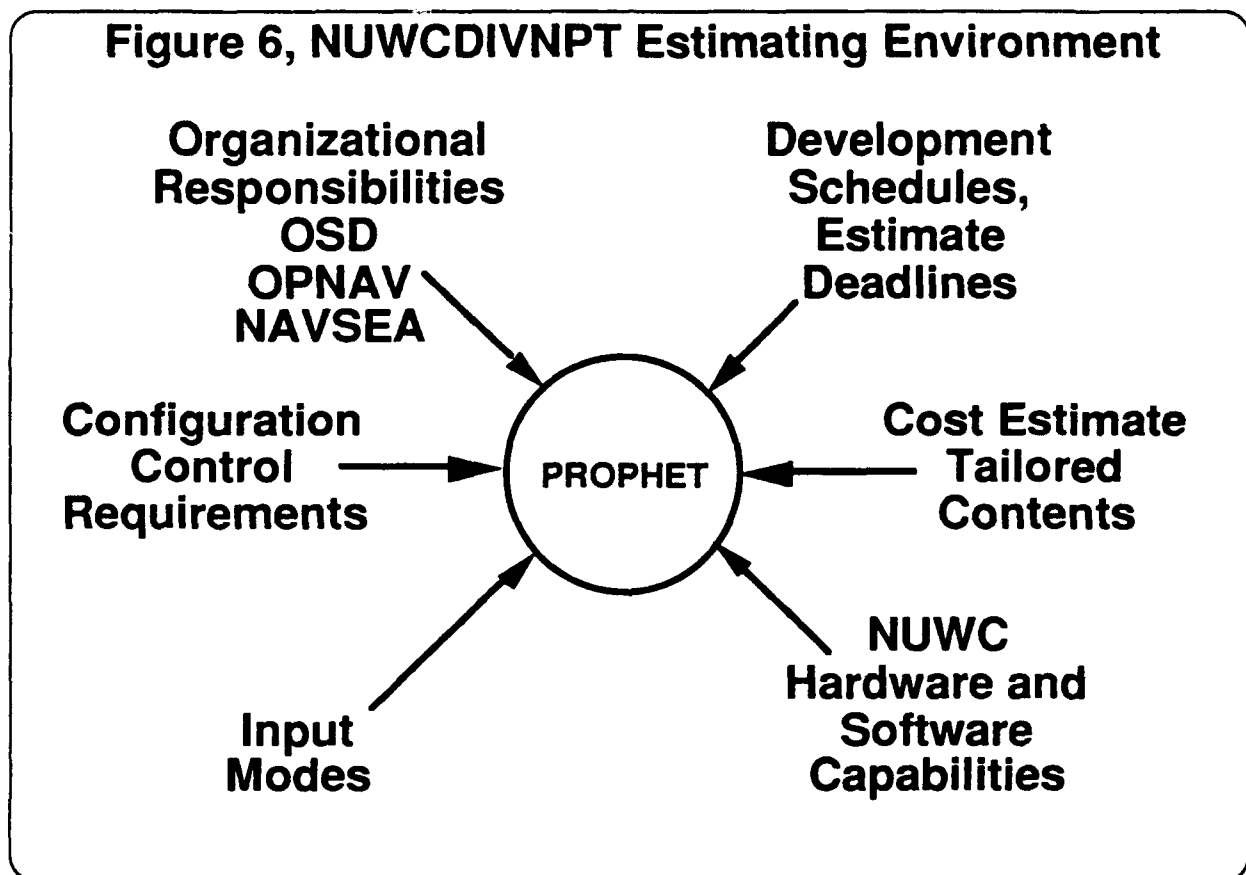 Figure 6, NUWCDIVNPT Estimating Environment
Organizational
Responsibilities
OSD
OPNAV
NAVSEA
Development
Schedules,
Estimate
Deadlines
Configuration
Control
Requirements
PROPHET
Cost Estimate
Tailored
Contents
Input
Modes
NUWC
Hardware and
Software
Capabilities